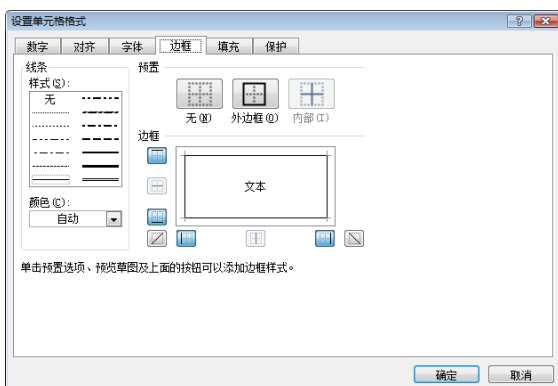 设置单元格格式
数字 对齐 字体 边框 填充 保护
线条
样式(S):
无
颜色(C):
自动
预置
无(N) 外边框(O) 内部(I)
边框
文本
单击预置选项、预览草图及上面的按钮可以添加边框样式。
确定 取消